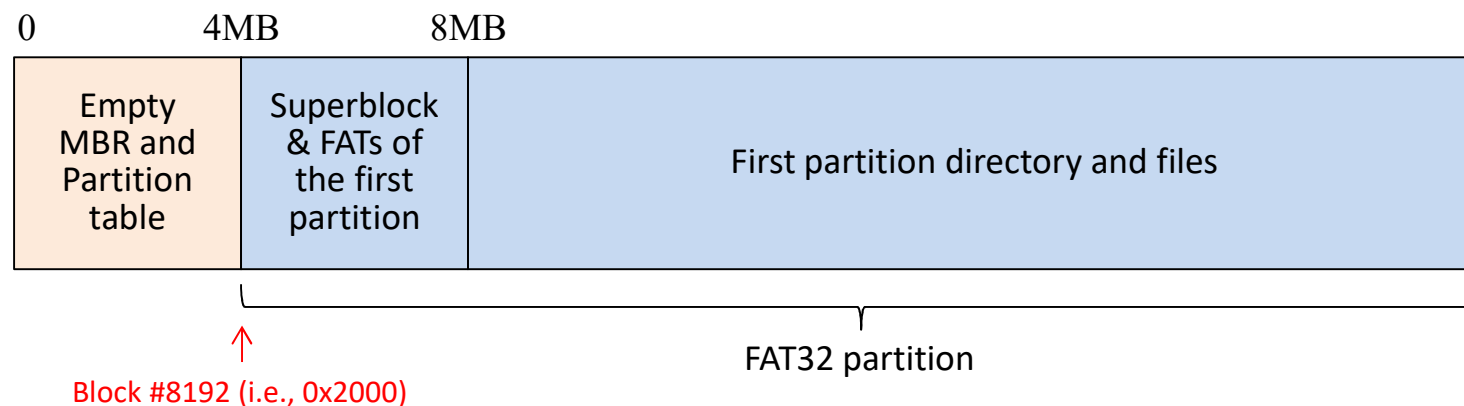 0 4MB 8MB
Empty
MBR and
Partition
table
Superblock
& FATs of
the first
partition
First partition directory and files
FAT32 partition
Block #8192 (i.e., 0x2000)